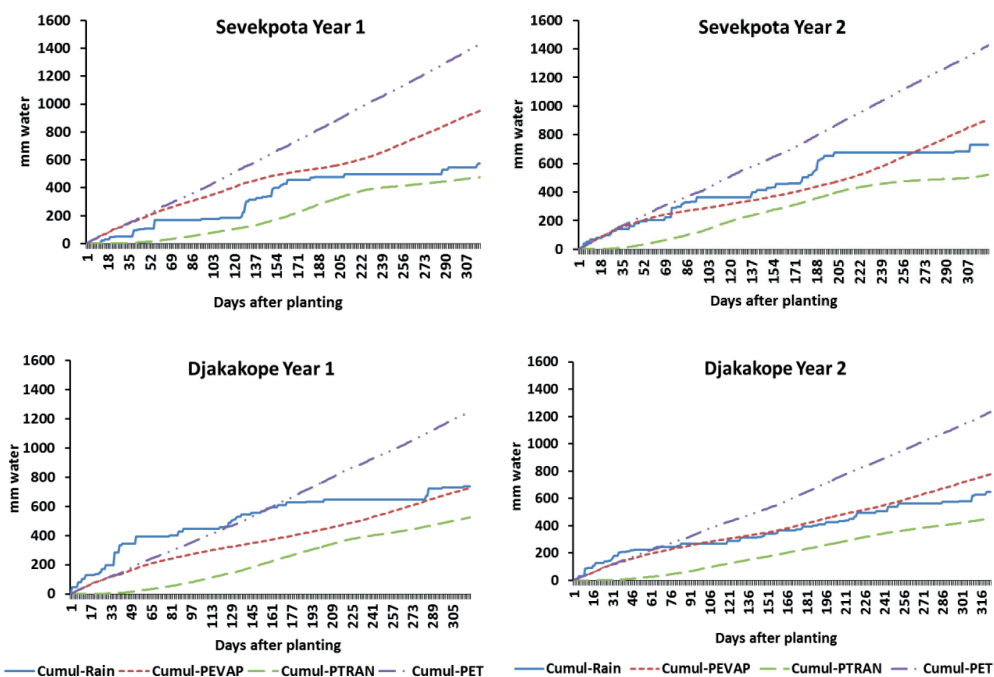 Sevekpota Year 1
mm water
1600
1400
1200
1000
800
600
400
200
0
1 18 35 52 69 86 103 120 137 154 171 188 205 222 239 256 273 290 307
Days after planting
Sevekpota Year 2
mm water
1600
1400
1200
1000
800
600
400
200
0
1 18 35 52 69 86 103 120 137 154 171 188 205 222 239 256 273 290 307
Days after planting
Djakakope Year 1
mm water
1600
1400
1200
1000
800
600
400
200
0
1 17 33 49 65 81 97 113 129 145 161 177 193 209 225 241 257 273 289 305
Days after planting
Cumul-Rain Cumul-PEVAP Cumul-PTRAN Cumul-PET
Djakakope Year 2
mm water
1600
1400
1200
1000
800
600
400
200
0
1 16 31 46 61 76 91 106 121 136 151 166 181 196 211 226 241 256 271 286 301 316
Days after planting
Cumul-Rain Cumul-PEVAP Cumul-PTRAN Cumul-PET